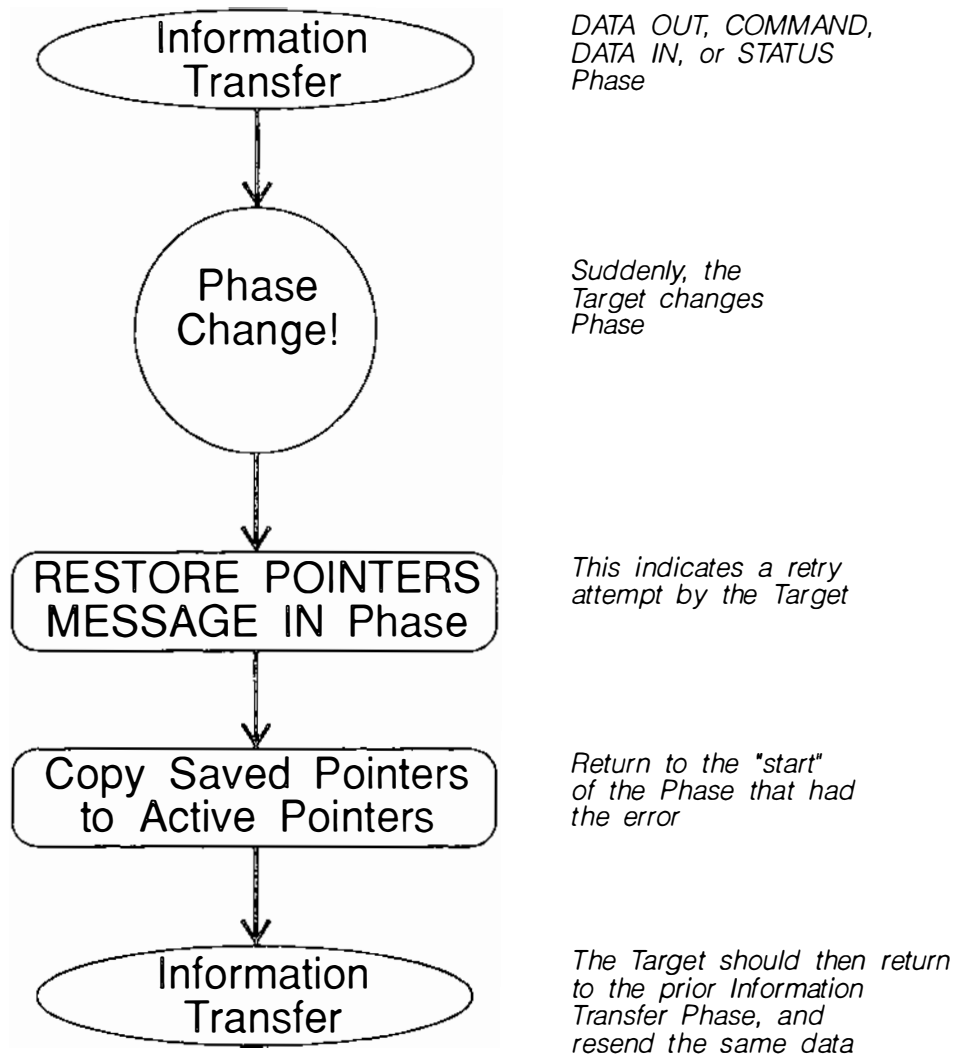 Information
Transfer
DATA OUT, COMMAND,
DATA IN, or STATUS
Phase
Phase
Change!
Suddenly, the
Target changes
Phase
RESTORE POINTERS
MESSAGE IN Phase
This indicates a retry
attempt by the Target
Copy Saved Pointers
to Active Pointers
Return to the "start"
of the Phase that had
the error
Information
Transfer
The Target should then return
to the prior Information
Transfer Phase, and
resend the same data